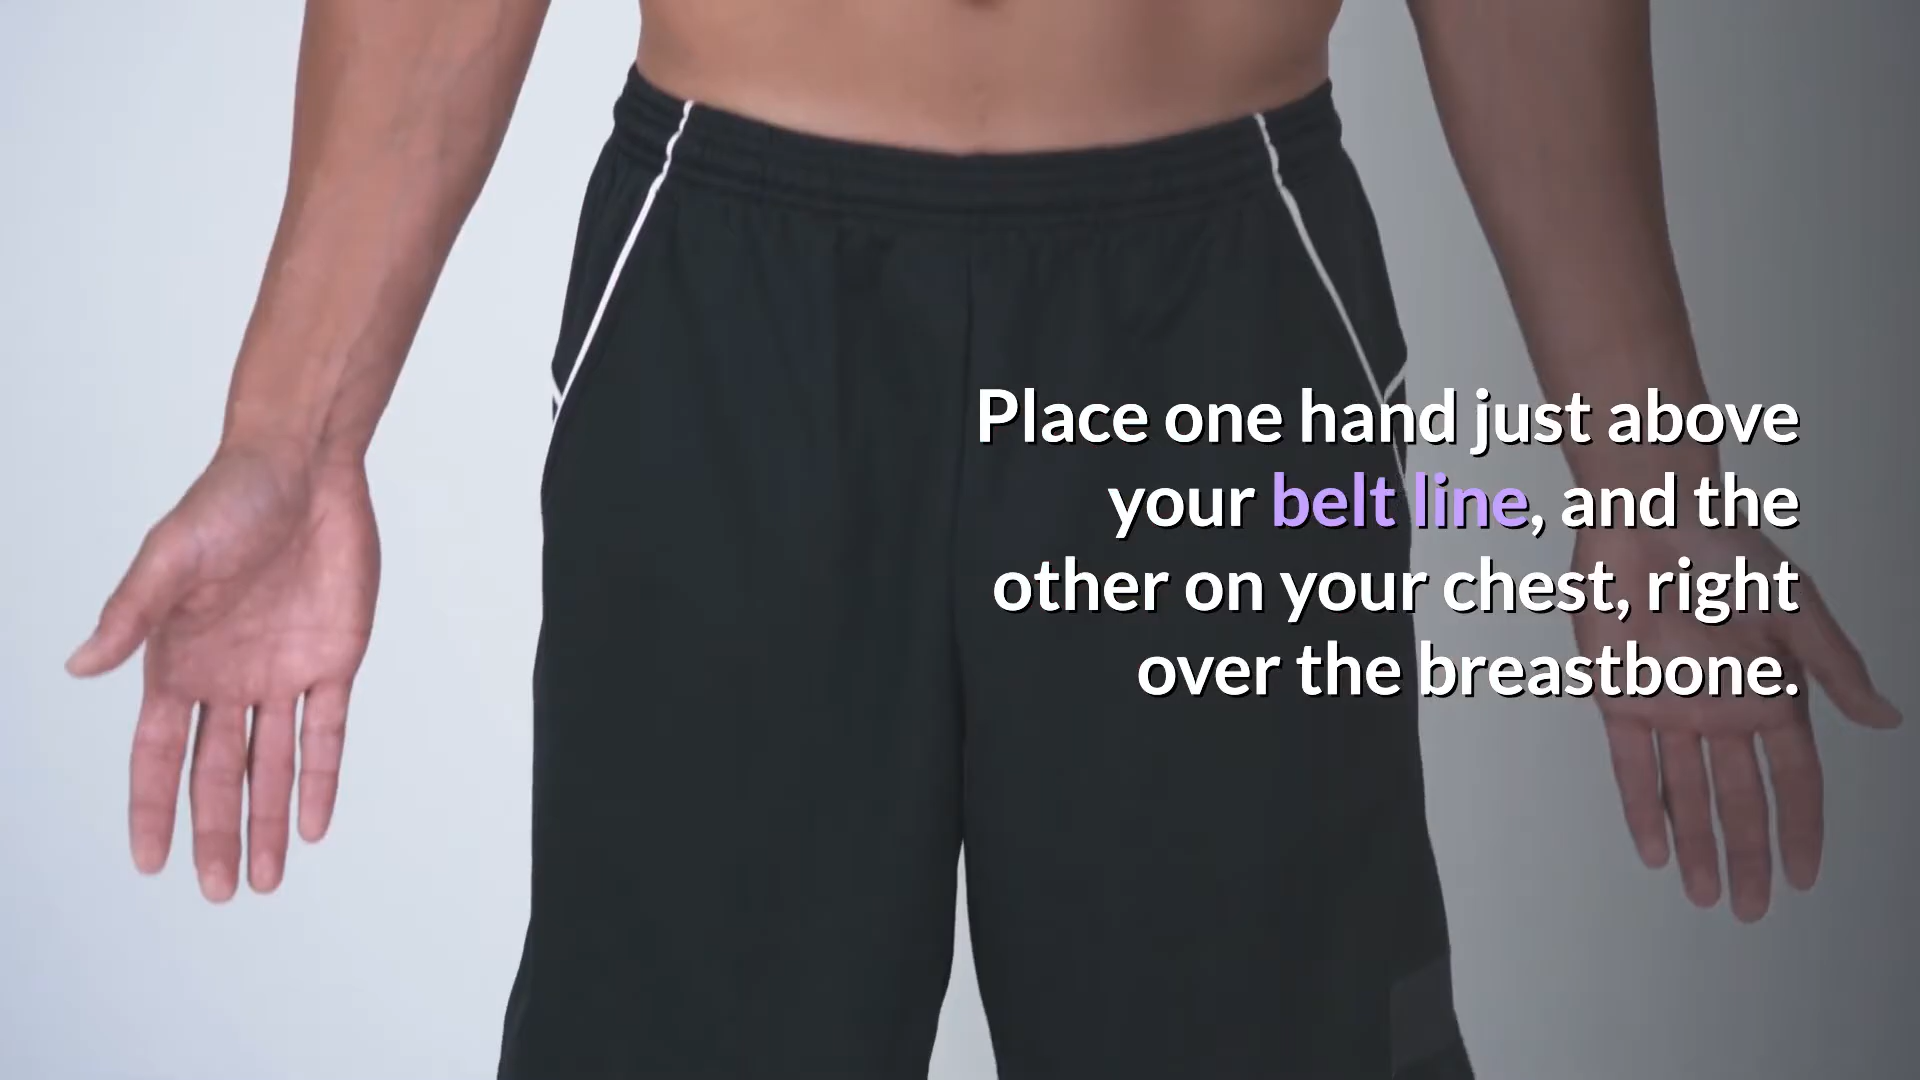 Place one hand just above
your belt line, and the
other on your chest, right
over the breastbone.